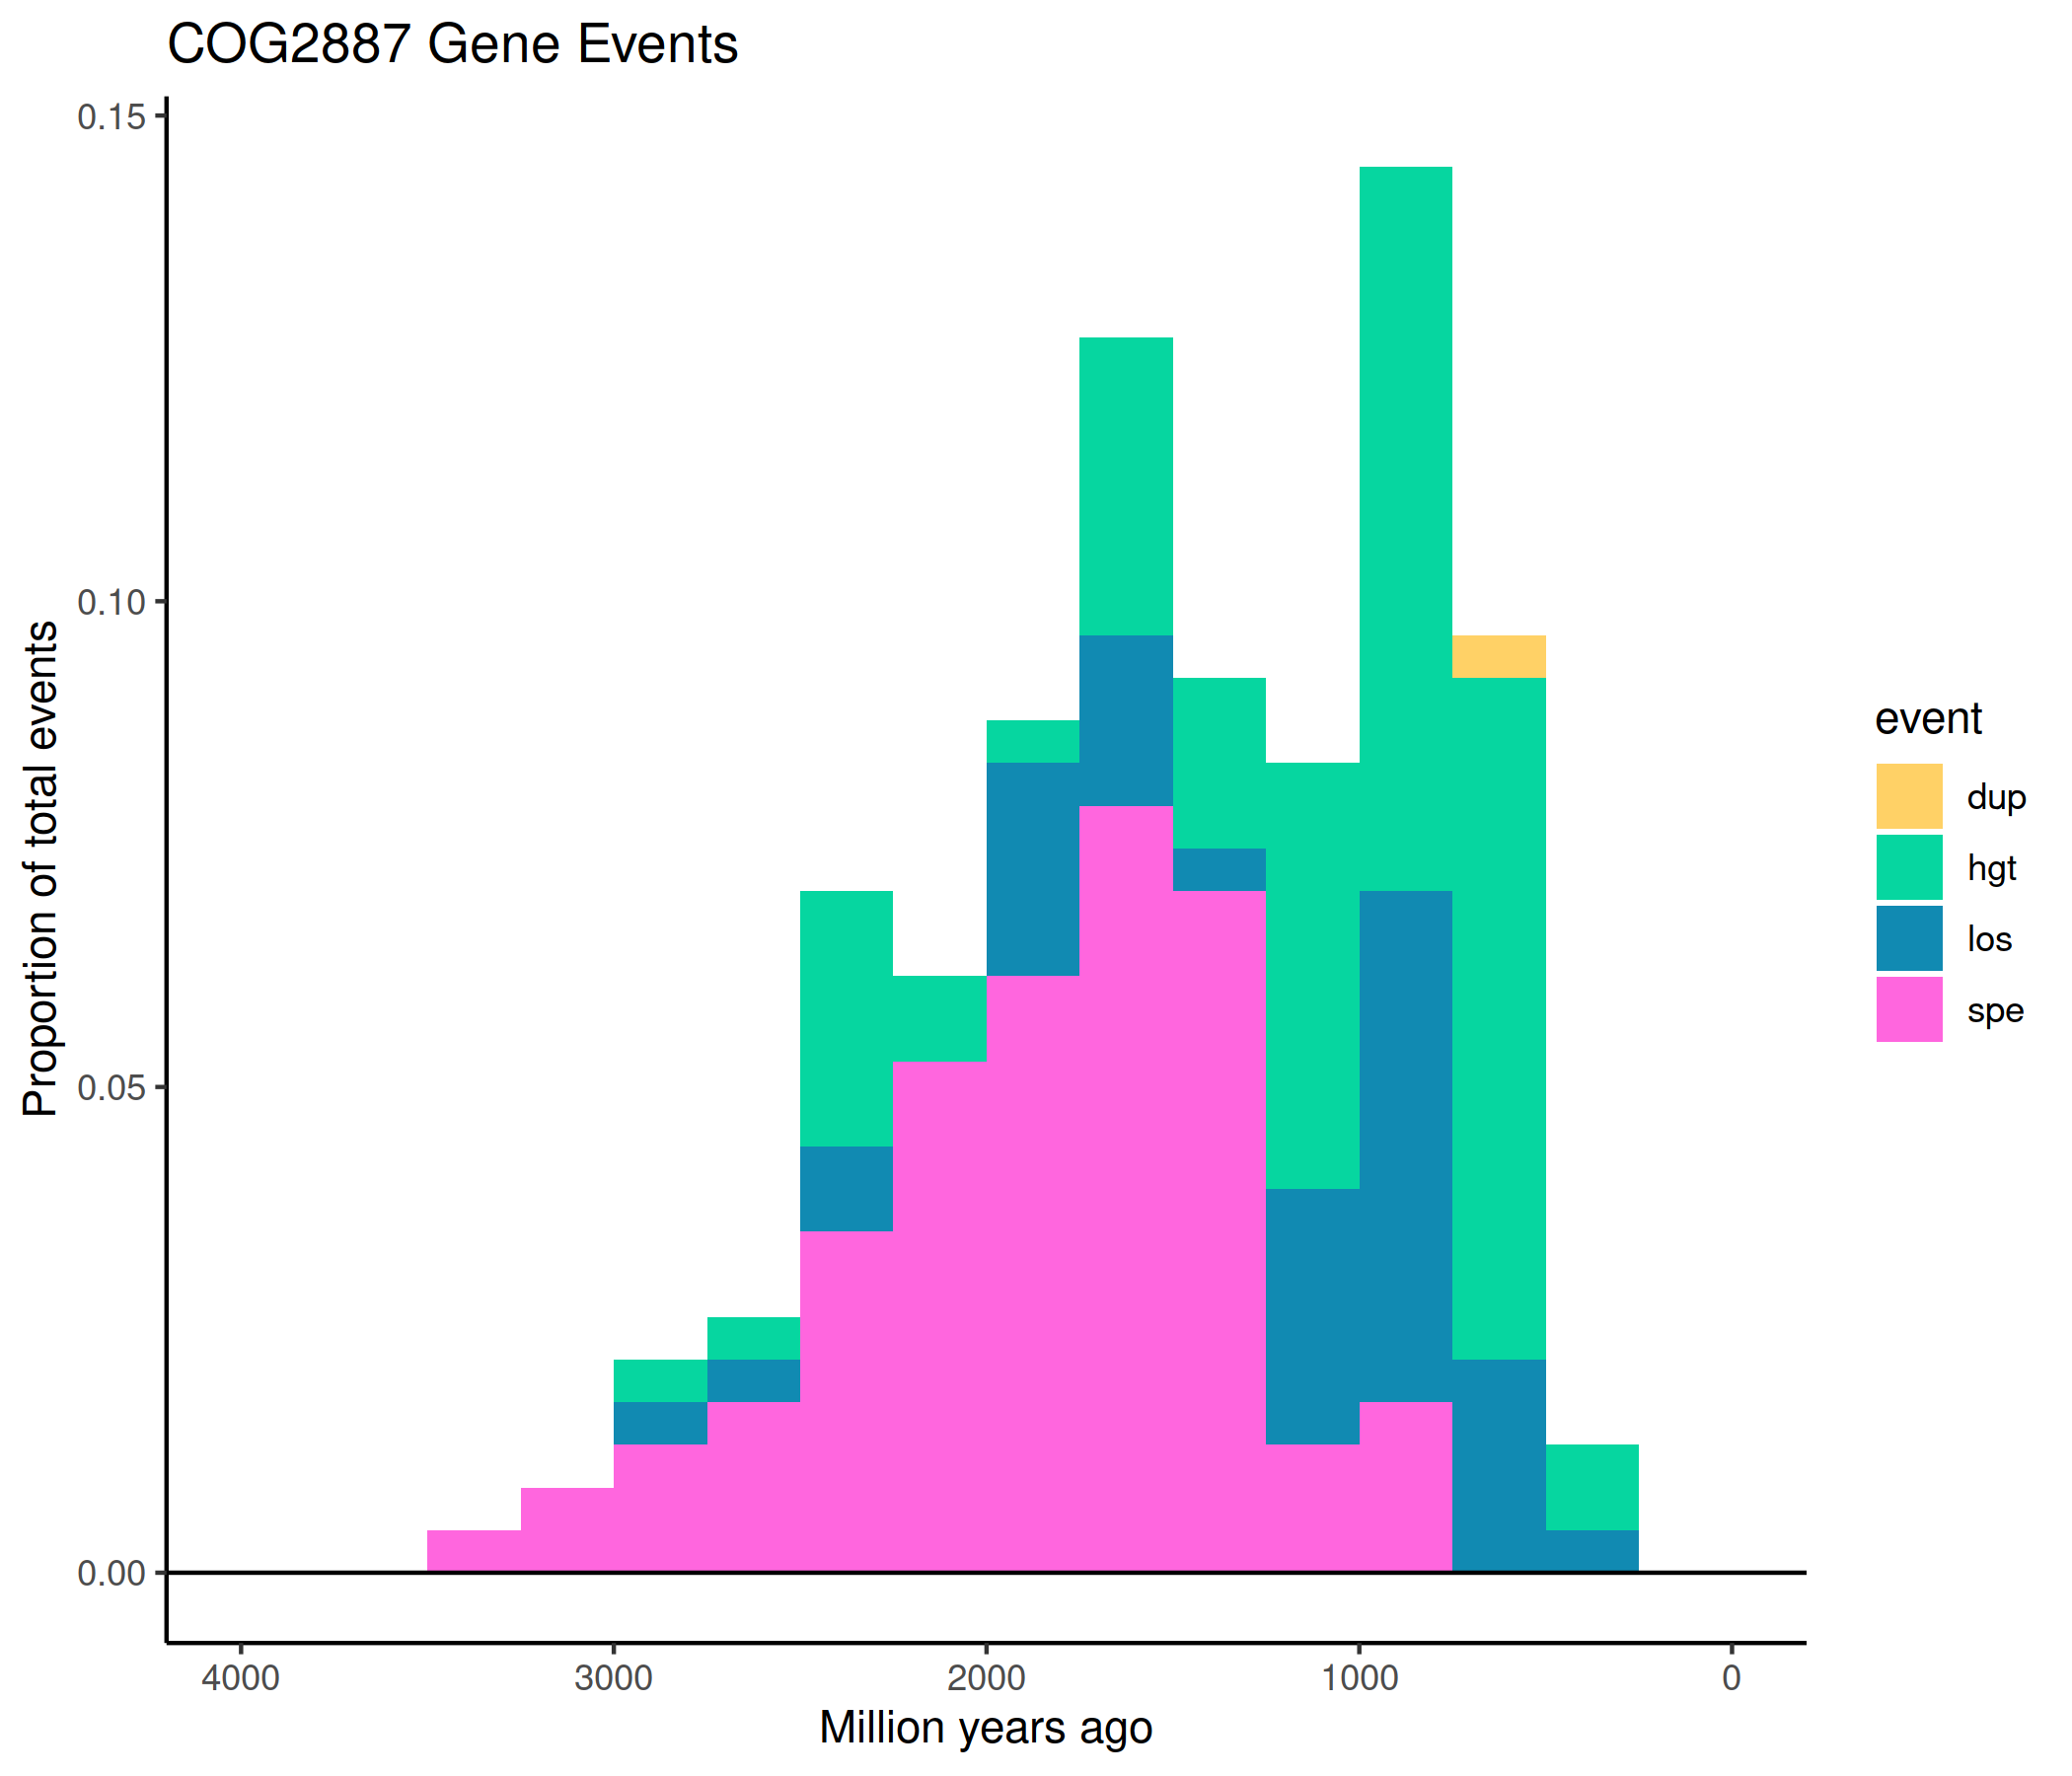 COG2887 Gene Events
0.15
0.10
0.05
0.00
Proportion of total events
4000 3000 2000 1000 0
Million years ago
event
dup
hgt
los
spe